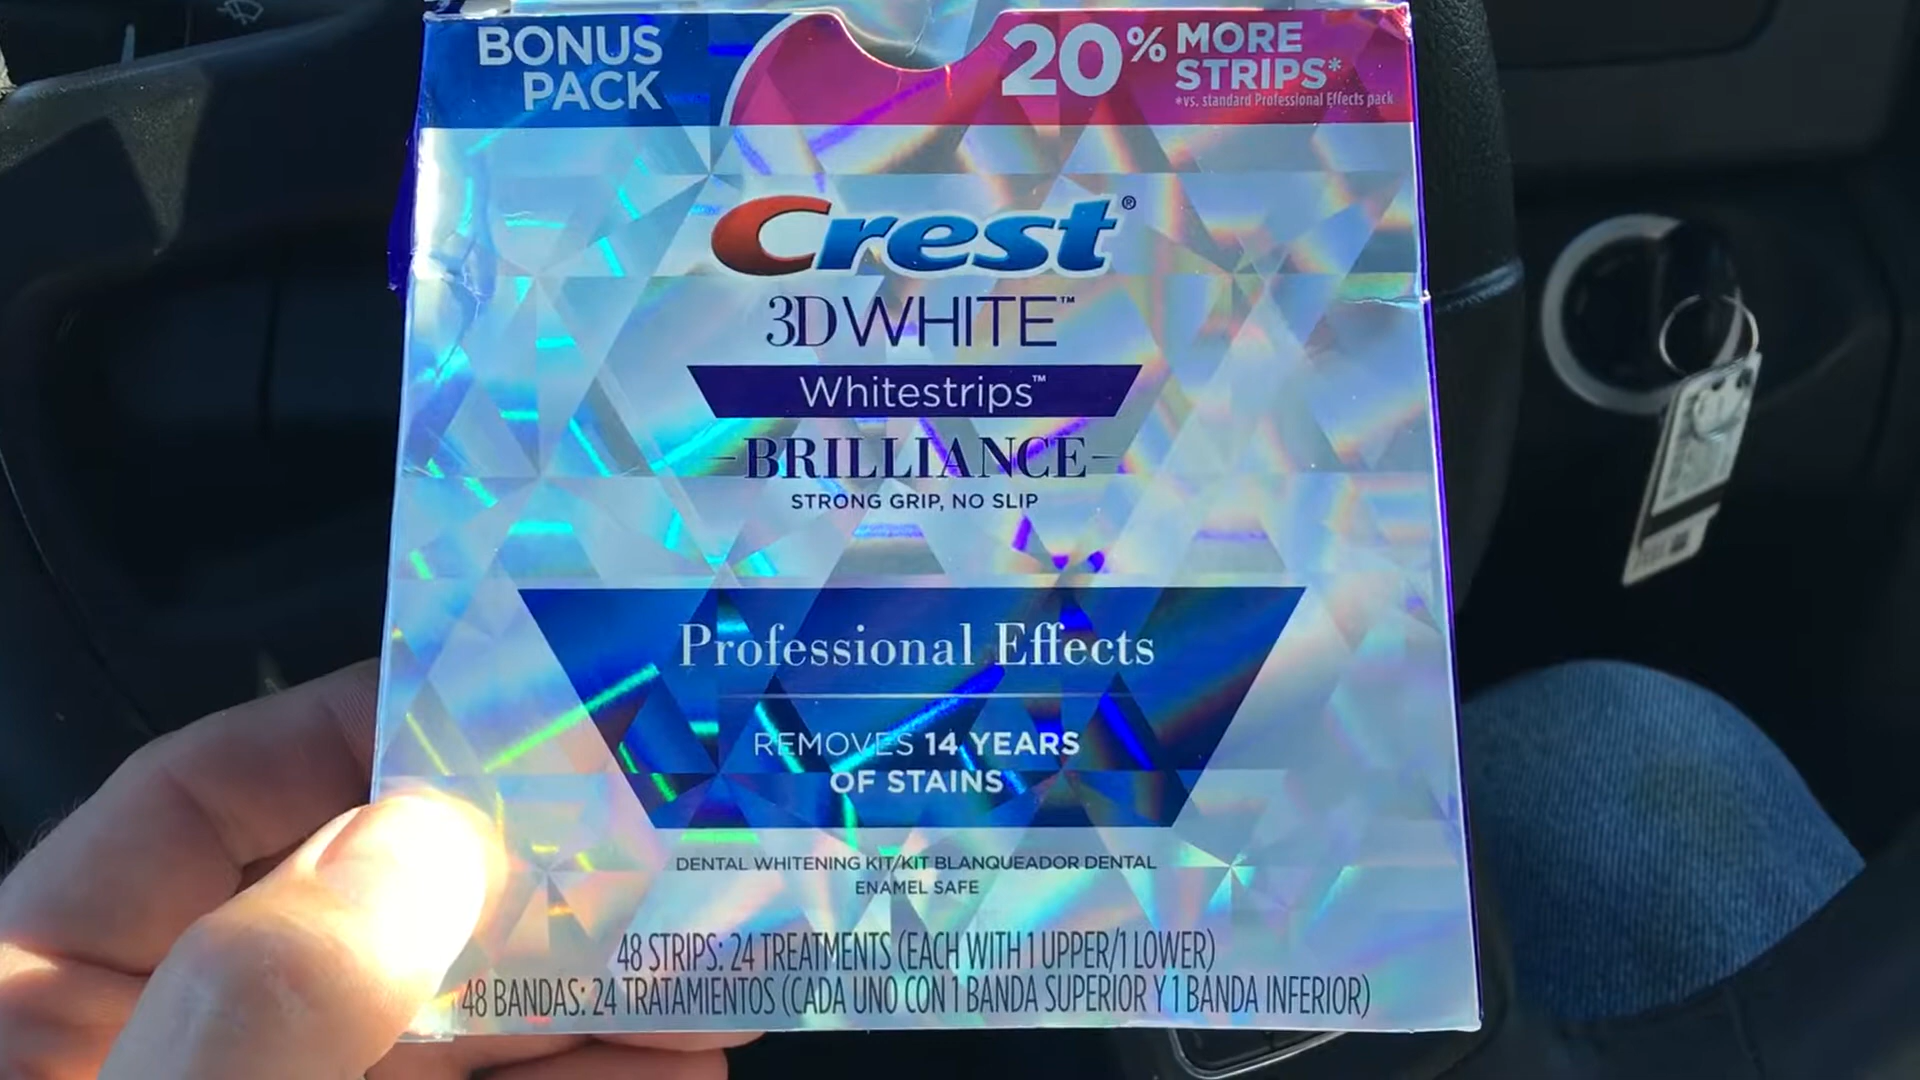 BONUS
PACK
20% MORE
STRIPS*
*vs. standard Professional Effects pack
Crest®
3D WHITE™
Whitestrips™
BRILLIANCE
STRONG GRIP, NO SLIP
Professional Effects
REMOVES 14 YEARS
OF STAINS
DENTAL WHITENING KIT/KIT BLANQUEADOR DENTAL
ENAMEL SAFE
48 STRIPS: 24 TREATMENTS (EACH WITH 1 UPPER/1 LOWER)
48 BANDAS: 24 TRATAMIENTOS (CADA UNO CON 1 BANDA SUPERIOR Y 1 BANDA INFERIOR)